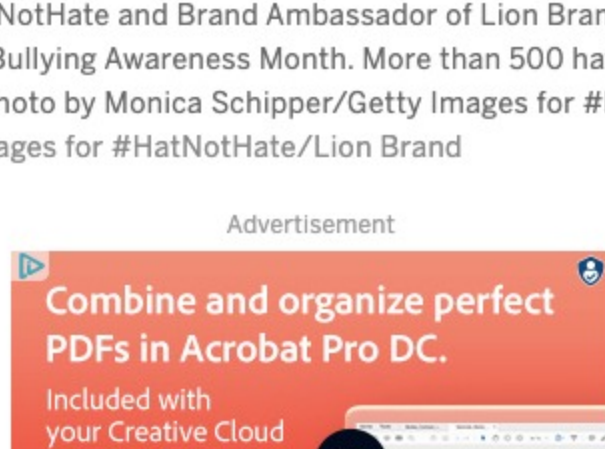 NotHate and Brand Ambassador of Lion Bran
Bullying Awareness Month. More than 500 ha
hoto by Monica Schipper/Getty Images for #
ages for #HatNotHate/Lion Brand
Advertisement
Combine and organize perfect
PDFs in Acrobat Pro DC.
Included with
your Creative Cloud